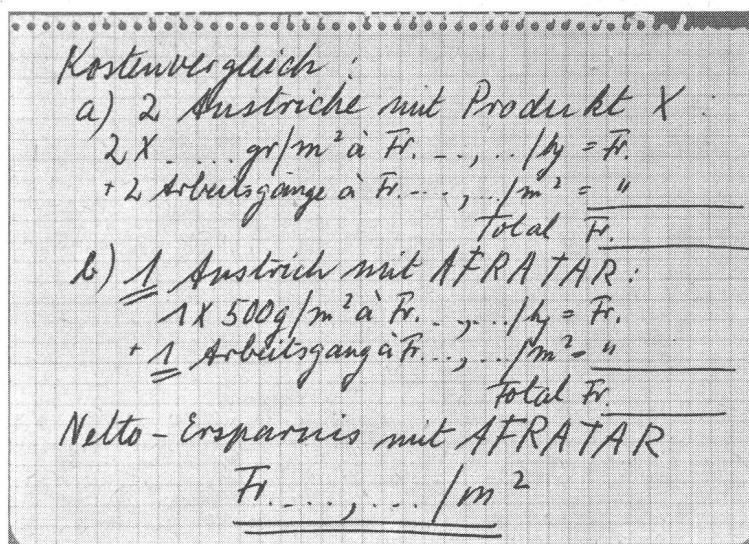 Kostenvergleich :
a) 2 Anstriche mit Produkt X :
2 X ..... gr/m² à Fr. ..., ../kg = Fr.
+ 2 Arbeitsgänge à Fr. ..., .../m² = "
Total Fr.
b) 1 Anstrich mit AFRATAR :
1 X 500g/m² à Fr. .., .../kg = Fr.
+ 1 Arbeitsgang à Fr. ..., .../m² = "
Total Fr.
Netto-Ersparnis mit AFRATAR
Fr. ...., ... /m²